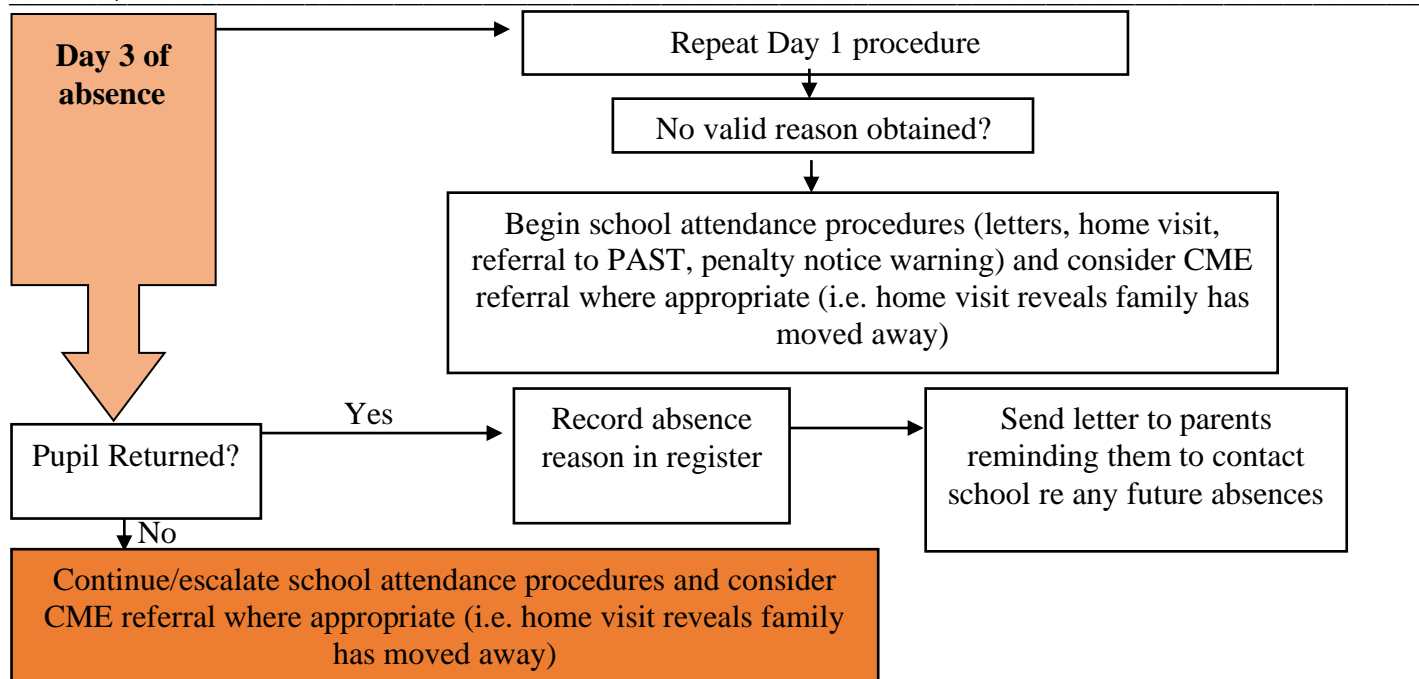 Day 3 of
absence
Repeat Day 1 procedure
No valid reason obtained?
Begin school attendance procedures (letters, home visit,
referral to PAST, penalty notice warning) and consider CME
referral where appropriate (i.e. home visit reveals family has
moved away)
Pupil Returned?
Yes
Record absence
reason in register
Send letter to parents
reminding them to contact
school re any future absences
No
Continue/escalate school attendance procedures and consider
CME referral where appropriate (i.e. home visit reveals family
has moved away)